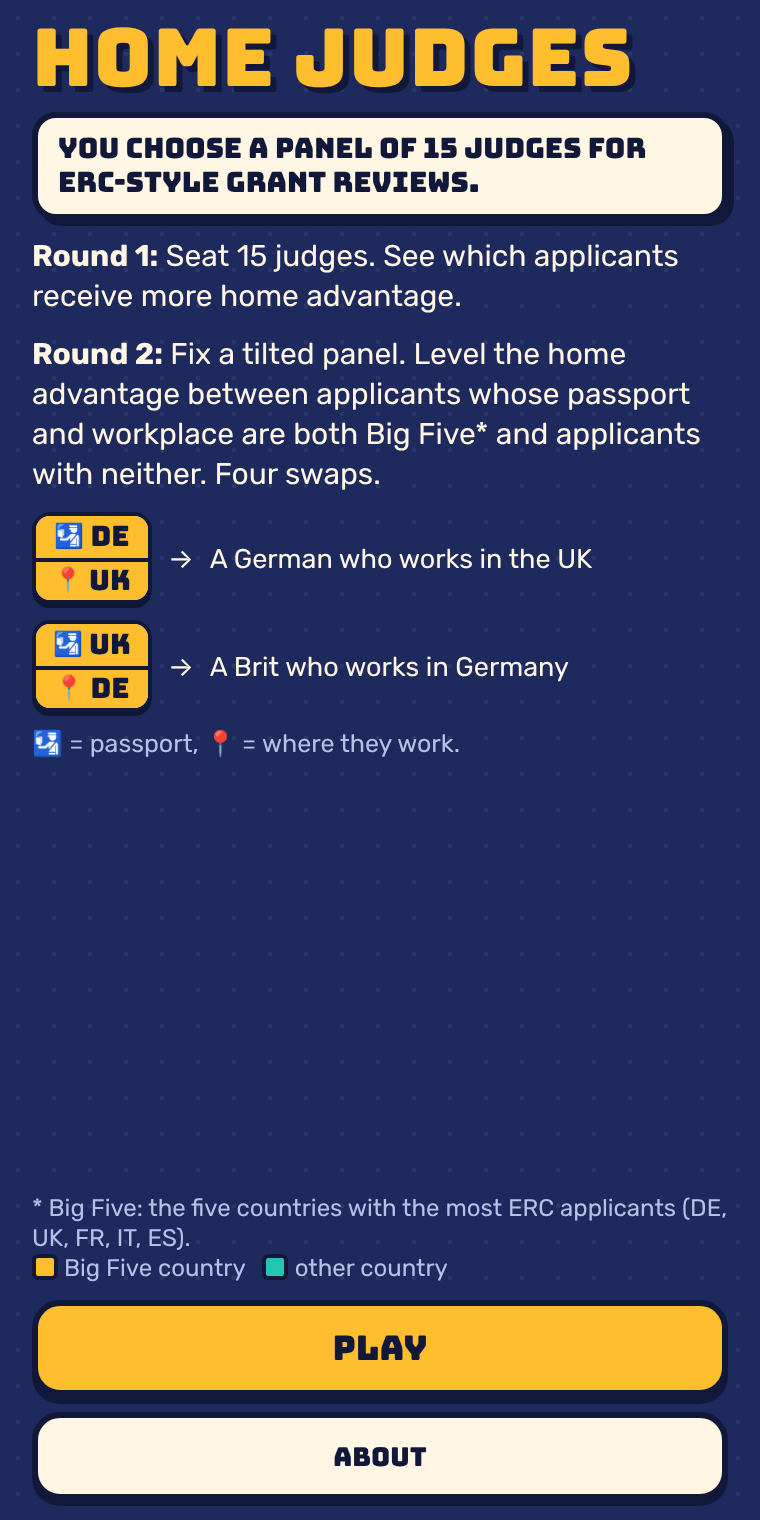 HOME JUDGES
YOU CHOOSE A PANEL OF 15 JUDGES FOR
ERC-STYLE GRANT REVIEWS.
Round 1: Seat 15 judges. See which applicants
receive more home advantage.
Round 2: Fix a tilted panel. Level the home
advantage between applicants whose passport
and workplace are both Big Five* and applicants
with neither. Four swaps.
🛂 DE
📍 UK
→ A German who works in the UK
🛂 UK
📍 DE
→ A Brit who works in Germany
🛂 = passport, 📍 = where they work.
* Big Five: the five countries with the most ERC applicants (DE,
UK, FR, IT, ES).
Big Five country other country
PLAY
ABOUT